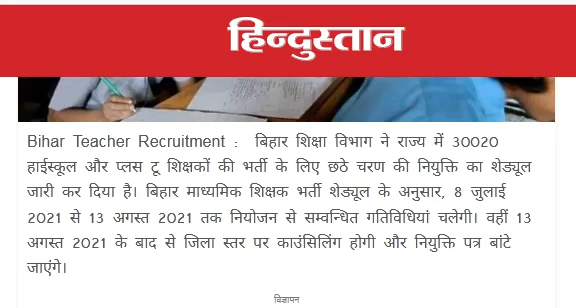 हिन्दुस्तान
Bihar Teacher Recruitment : बिहार शिक्षा विभाग ने राज्य में 30020
हाईस्कूल और प्लस टू शिक्षकों की भर्ती के लिए छठे चरण की नियुक्ति का शेड्यूल
जारी कर दिया है। बिहार माध्यमिक शिक्षक भर्ती शेड्यूल के अनुसार, 8 जुलाई
2021 से 13 अगस्त 2021 तक नियोजन से सम्वन्धित गतिविधियां चलेगी। वहीं 13
अगस्त 2021 के बाद से जिला स्तर पर काउंसिलिंग होगी और नियुक्ति पत्र बांटे
जाएंगे।
विज्ञापन